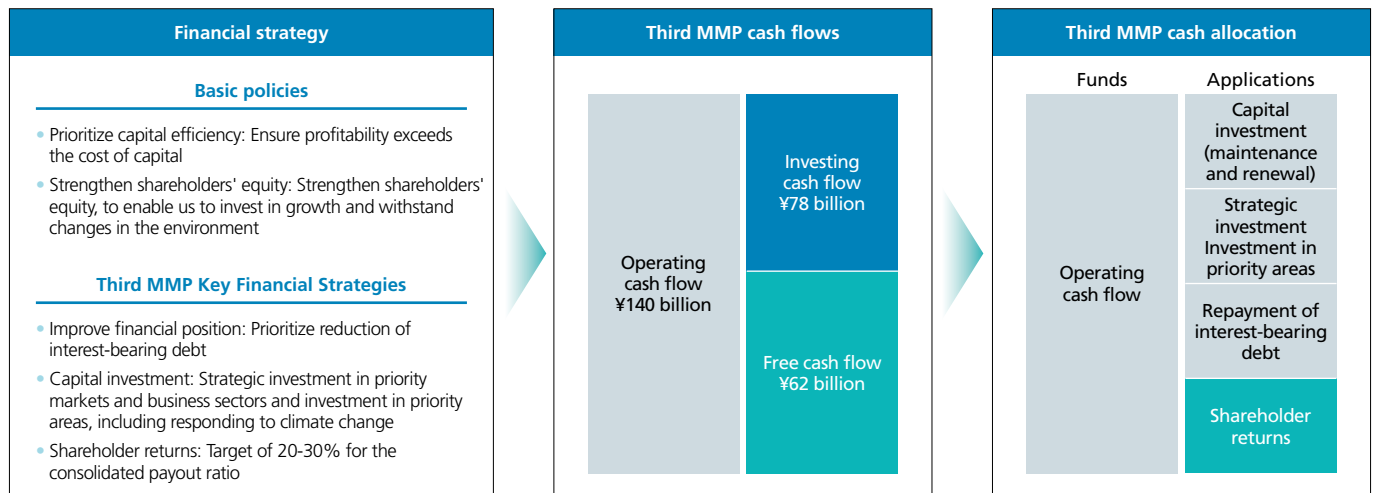 Financial strategy
Basic policies
• Prioritize capital efficiency: Ensure profitability exceeds
the cost of capital
• Strengthen shareholders' equity: Strengthen shareholders'
equity, to enable us to invest in growth and withstand
changes in the environment
Third MMP Key Financial Strategies
• Improve financial position: Prioritize reduction of
interest-bearing debt
• Capital investment: Strategic investment in priority
markets and business sectors and investment in priority
areas, including responding to climate change
• Shareholder returns: Target of 20-30% for the
consolidated payout ratio
Third MMP cash flows
Operating
cash flow
¥140 billion
Investing
cash flow
¥78 billion
Free cash flow
¥62 billion
Third MMP cash allocation
Funds
Applications
Operating
cash flow
Capital
investment
(maintenance
and renewal)
Strategic
investment
Investment in
priority areas
Repayment of
interest-bearing
debt
Shareholder
returns